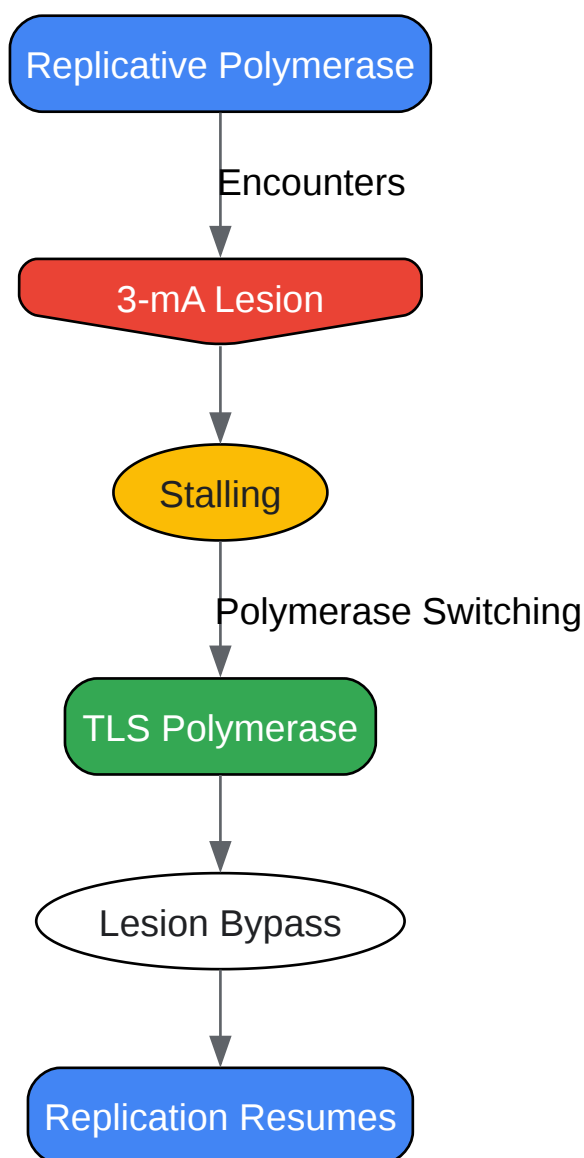 Replicative Polymerase
Encounters
3-mA Lesion
Stalling
Polymerase Switching
TLS Polymerase
Lesion Bypass
Replication Resumes